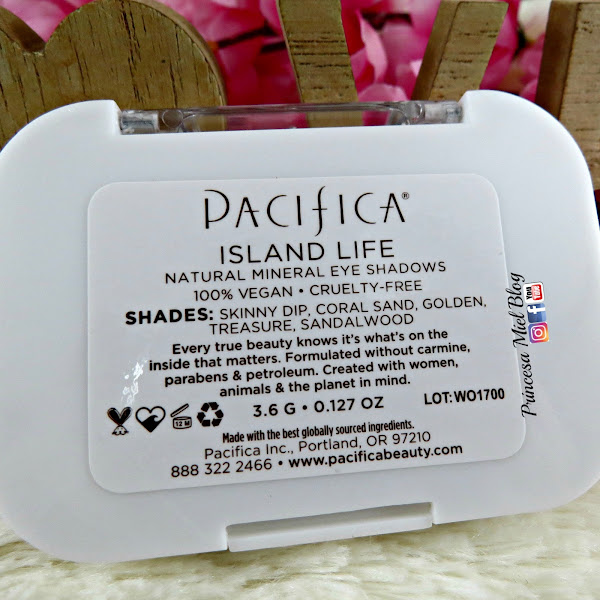 PACIFICA®
ISLAND LIFE
NATURAL MINERAL EYE SHADOWS
100% VEGAN • CRUELTY-FREE
SHADES: SKINNY DIP, CORAL SAND, GOLDEN,
TREASURE, SANDALWOOD
Every true beauty knows it's what's on the
inside that matters. Formulated without carmine,
parabens & petroleum. Created with women,
animals & the planet in mind.
12 M
3.6 G • 0.127 OZ
LOT: WO1700
Made with the best globally sourced ingredients.
Pacifica Inc., Portland, OR 97210
888 322 2466 • www.pacificabeauty.com
Princesa Miel Blog
You Tube